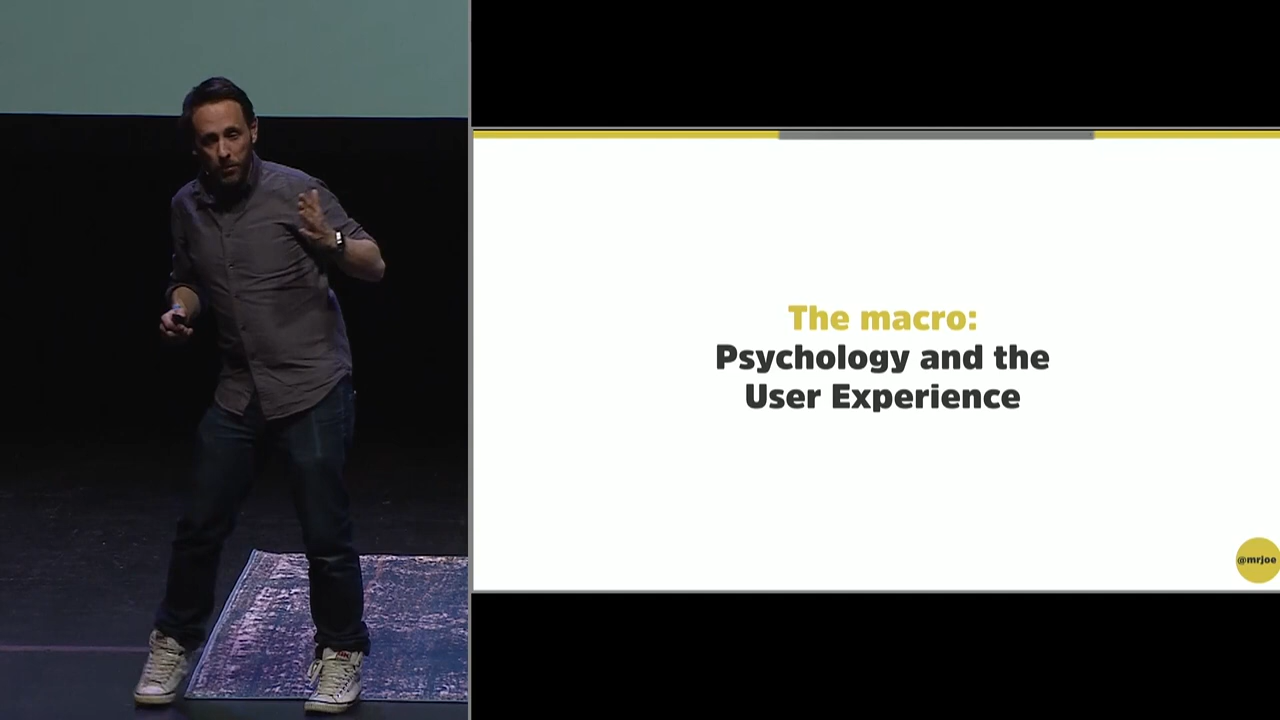 The macro:
Psychology and the
User Experience
@mrjoe